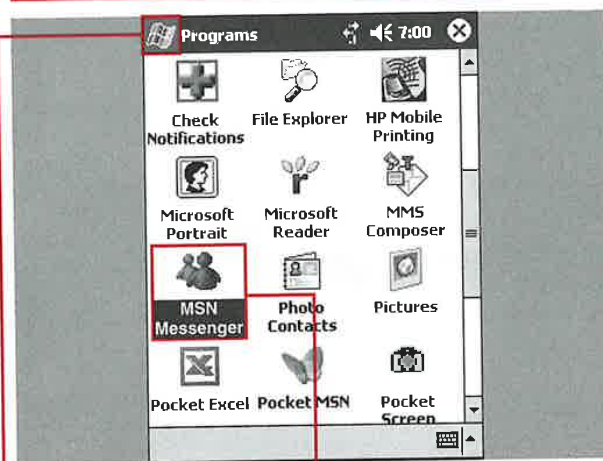 Programs 7:00
Check Notifications
File Explorer
HP Mobile Printing
Microsoft Portrait
Microsoft Reader
MMS Composer
MSN Messenger
Photo Contacts
Pictures
Pocket Excel
Pocket MSN
Pocket Screen